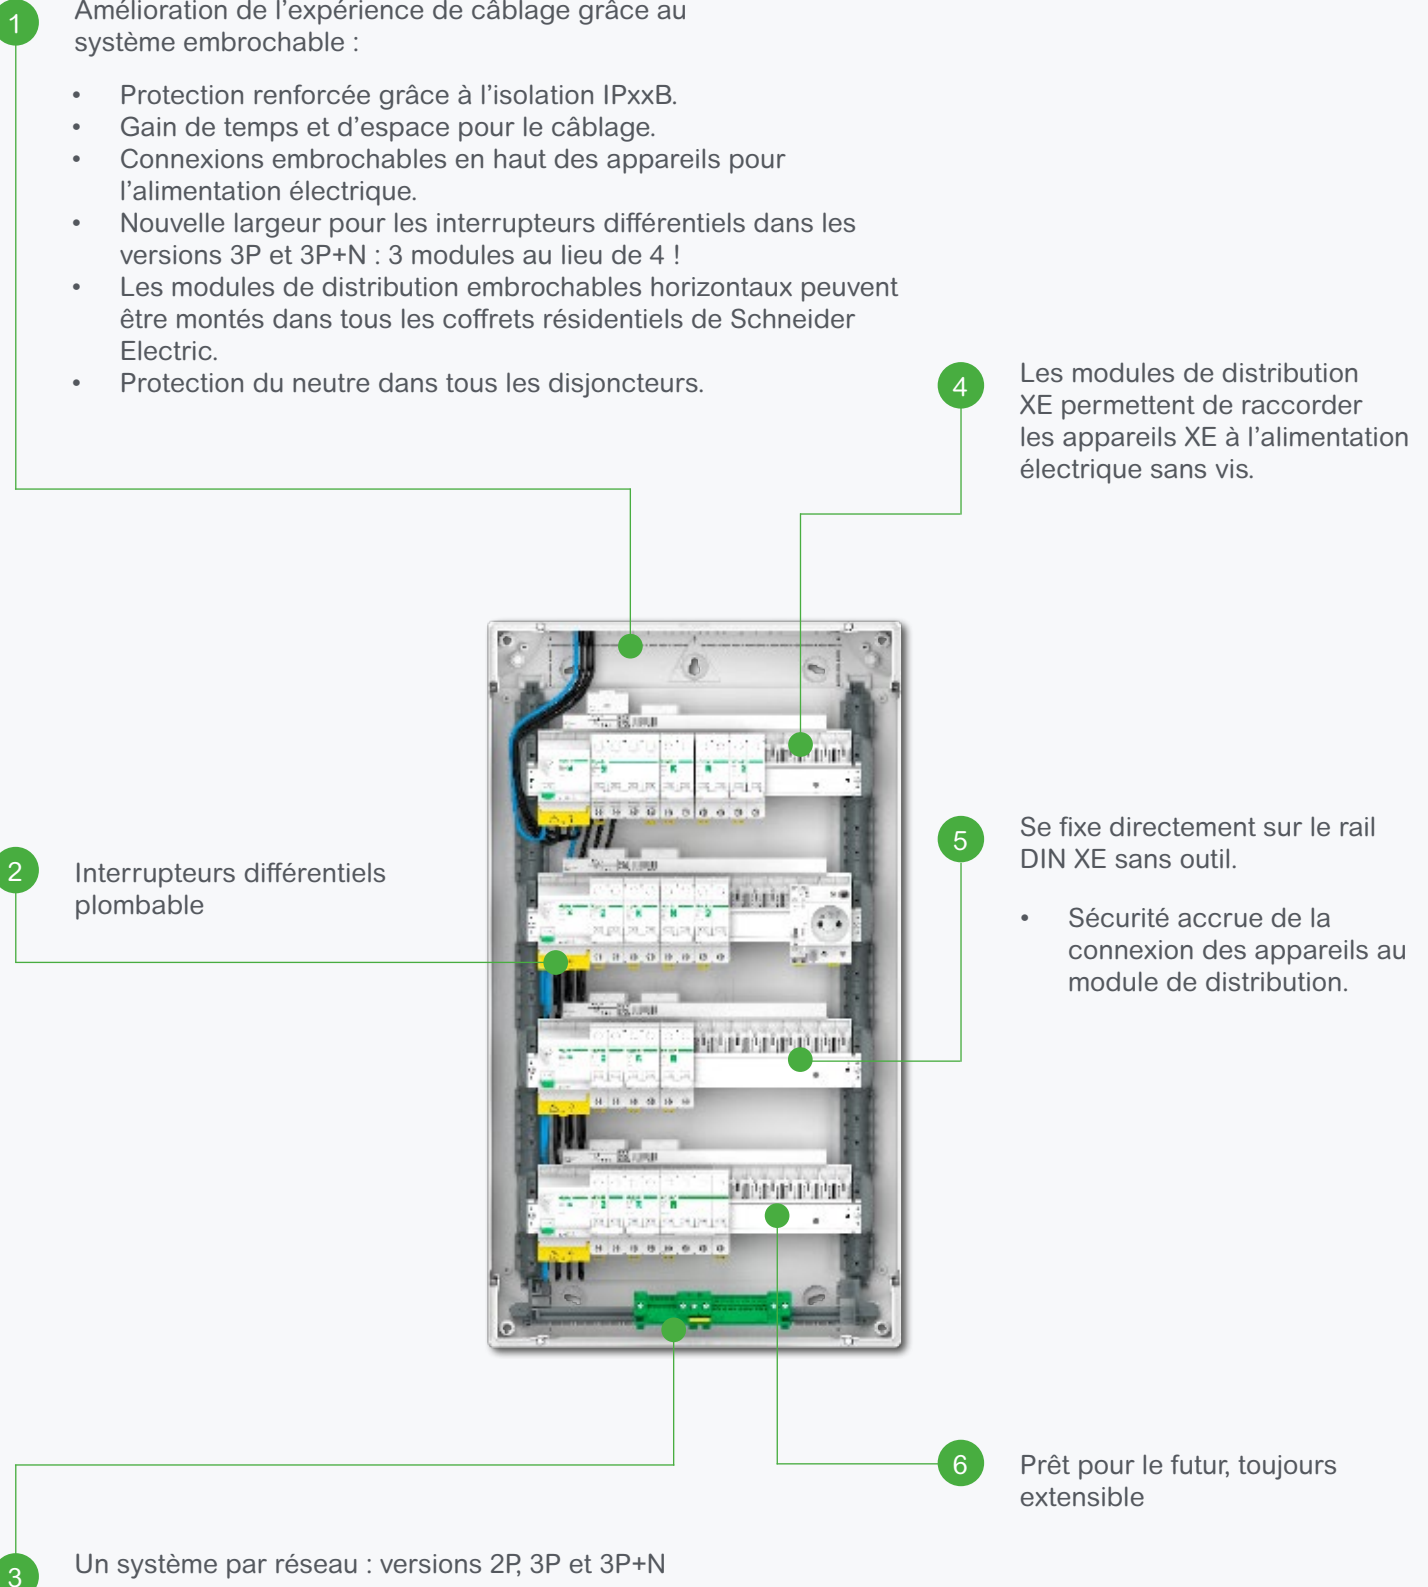 1
Amélioration de l'expérience de câblage grâce au
système embrochable :
• Protection renforcée grâce à l'isolation IPxxB.
• Gain de temps et d'espace pour le câblage.
• Connexions embrochables en haut des appareils pour
l'alimentation électrique.
• Nouvelle largeur pour les interrupteurs différentiels dans les
versions 3P et 3P+N : 3 modules au lieu de 4 !
• Les modules de distribution embrochables horizontaux peuvent
être montés dans tous les coffrets résidentiels de Schneider
Electric.
• Protection du neutre dans tous les disjoncteurs.
4
Les modules de distribution
XE permettent de raccorder
les appareils XE à l'alimentation
électrique sans vis.
2
Interrupteurs différentiels
plombable
5
Se fixe directement sur le rail
DIN XE sans outil.
• Sécurité accrue de la
connexion des appareils au
module de distribution.
6
Prêt pour le futur, toujours
extensible
3
Un système par réseau : versions 2P, 3P et 3P+N